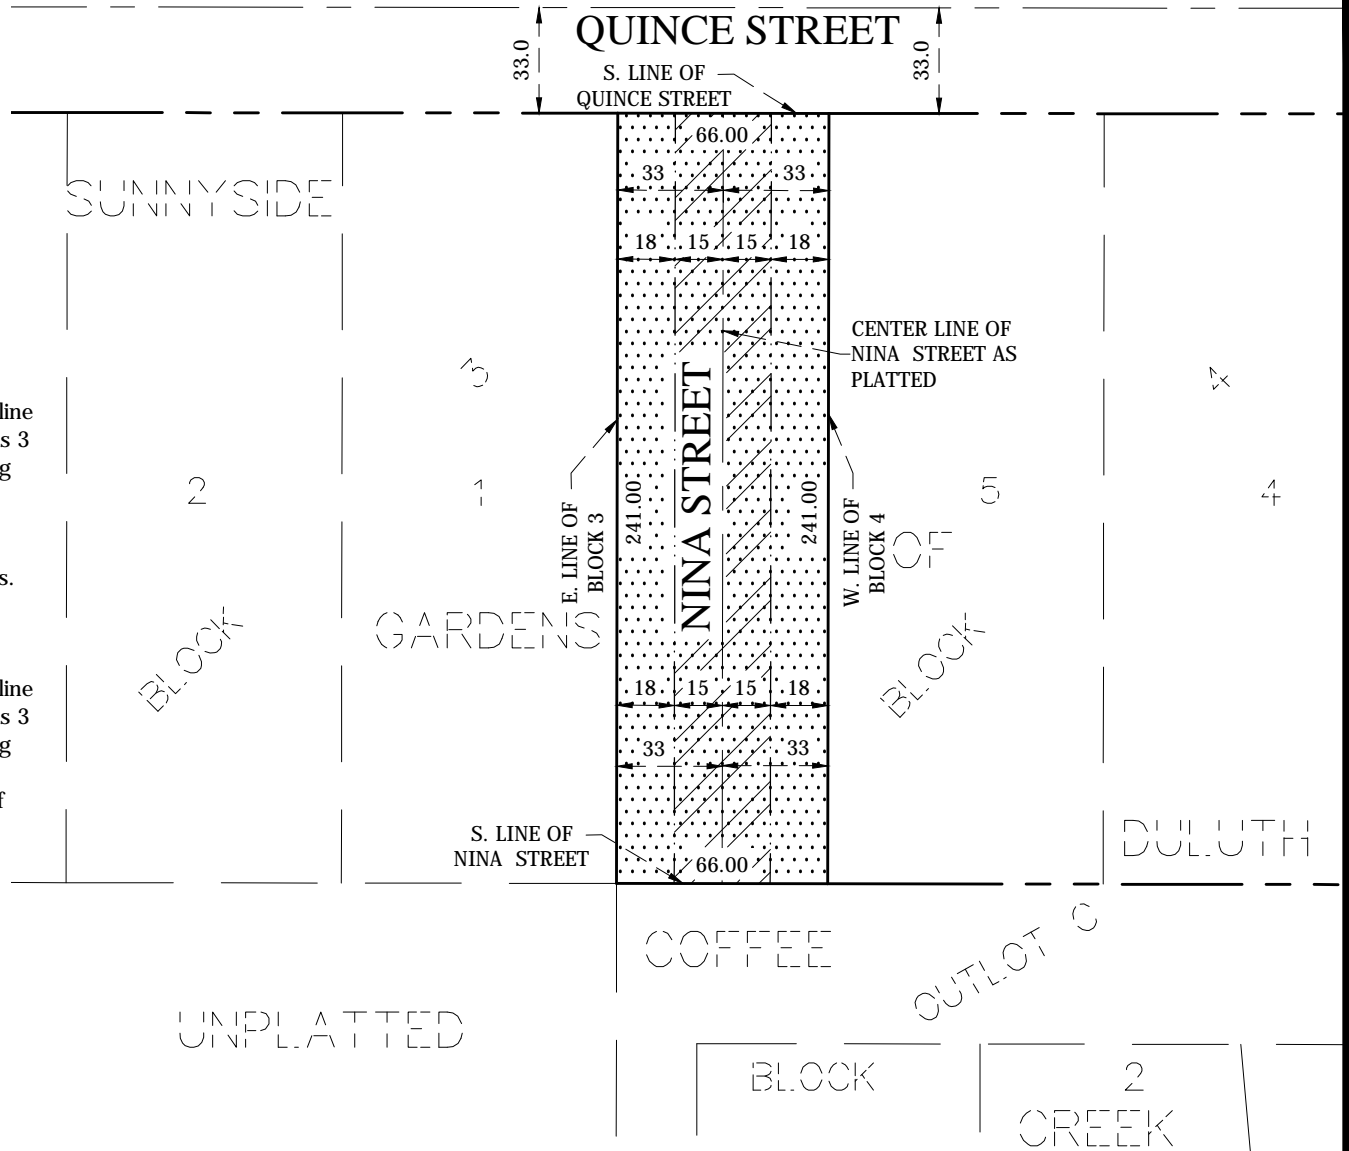 QUINCE STREET
33.0
33.0
S. LINE OF
QUINCE STREET
66.00
33
33
SUNNYSIDE
18
15
15
18
CENTER LINE OF
NINA STREET AS
PLATTED
3
4
line
s 3
g
2
1
5
4
E. LINE OF
BLOCK 3
241.00
NINA STREET
241.00
W. LINE OF
BLOCK 4
OF
s.
GARDENS
BLOCK
BLOCK
line
s 3
g
f
18
15
15
18
33
33
S. LINE OF
NINA STREET
66.00
DULUTH
COFFEE
OUTLOT C
UNPLATTED
BLOCK
2
CREEK